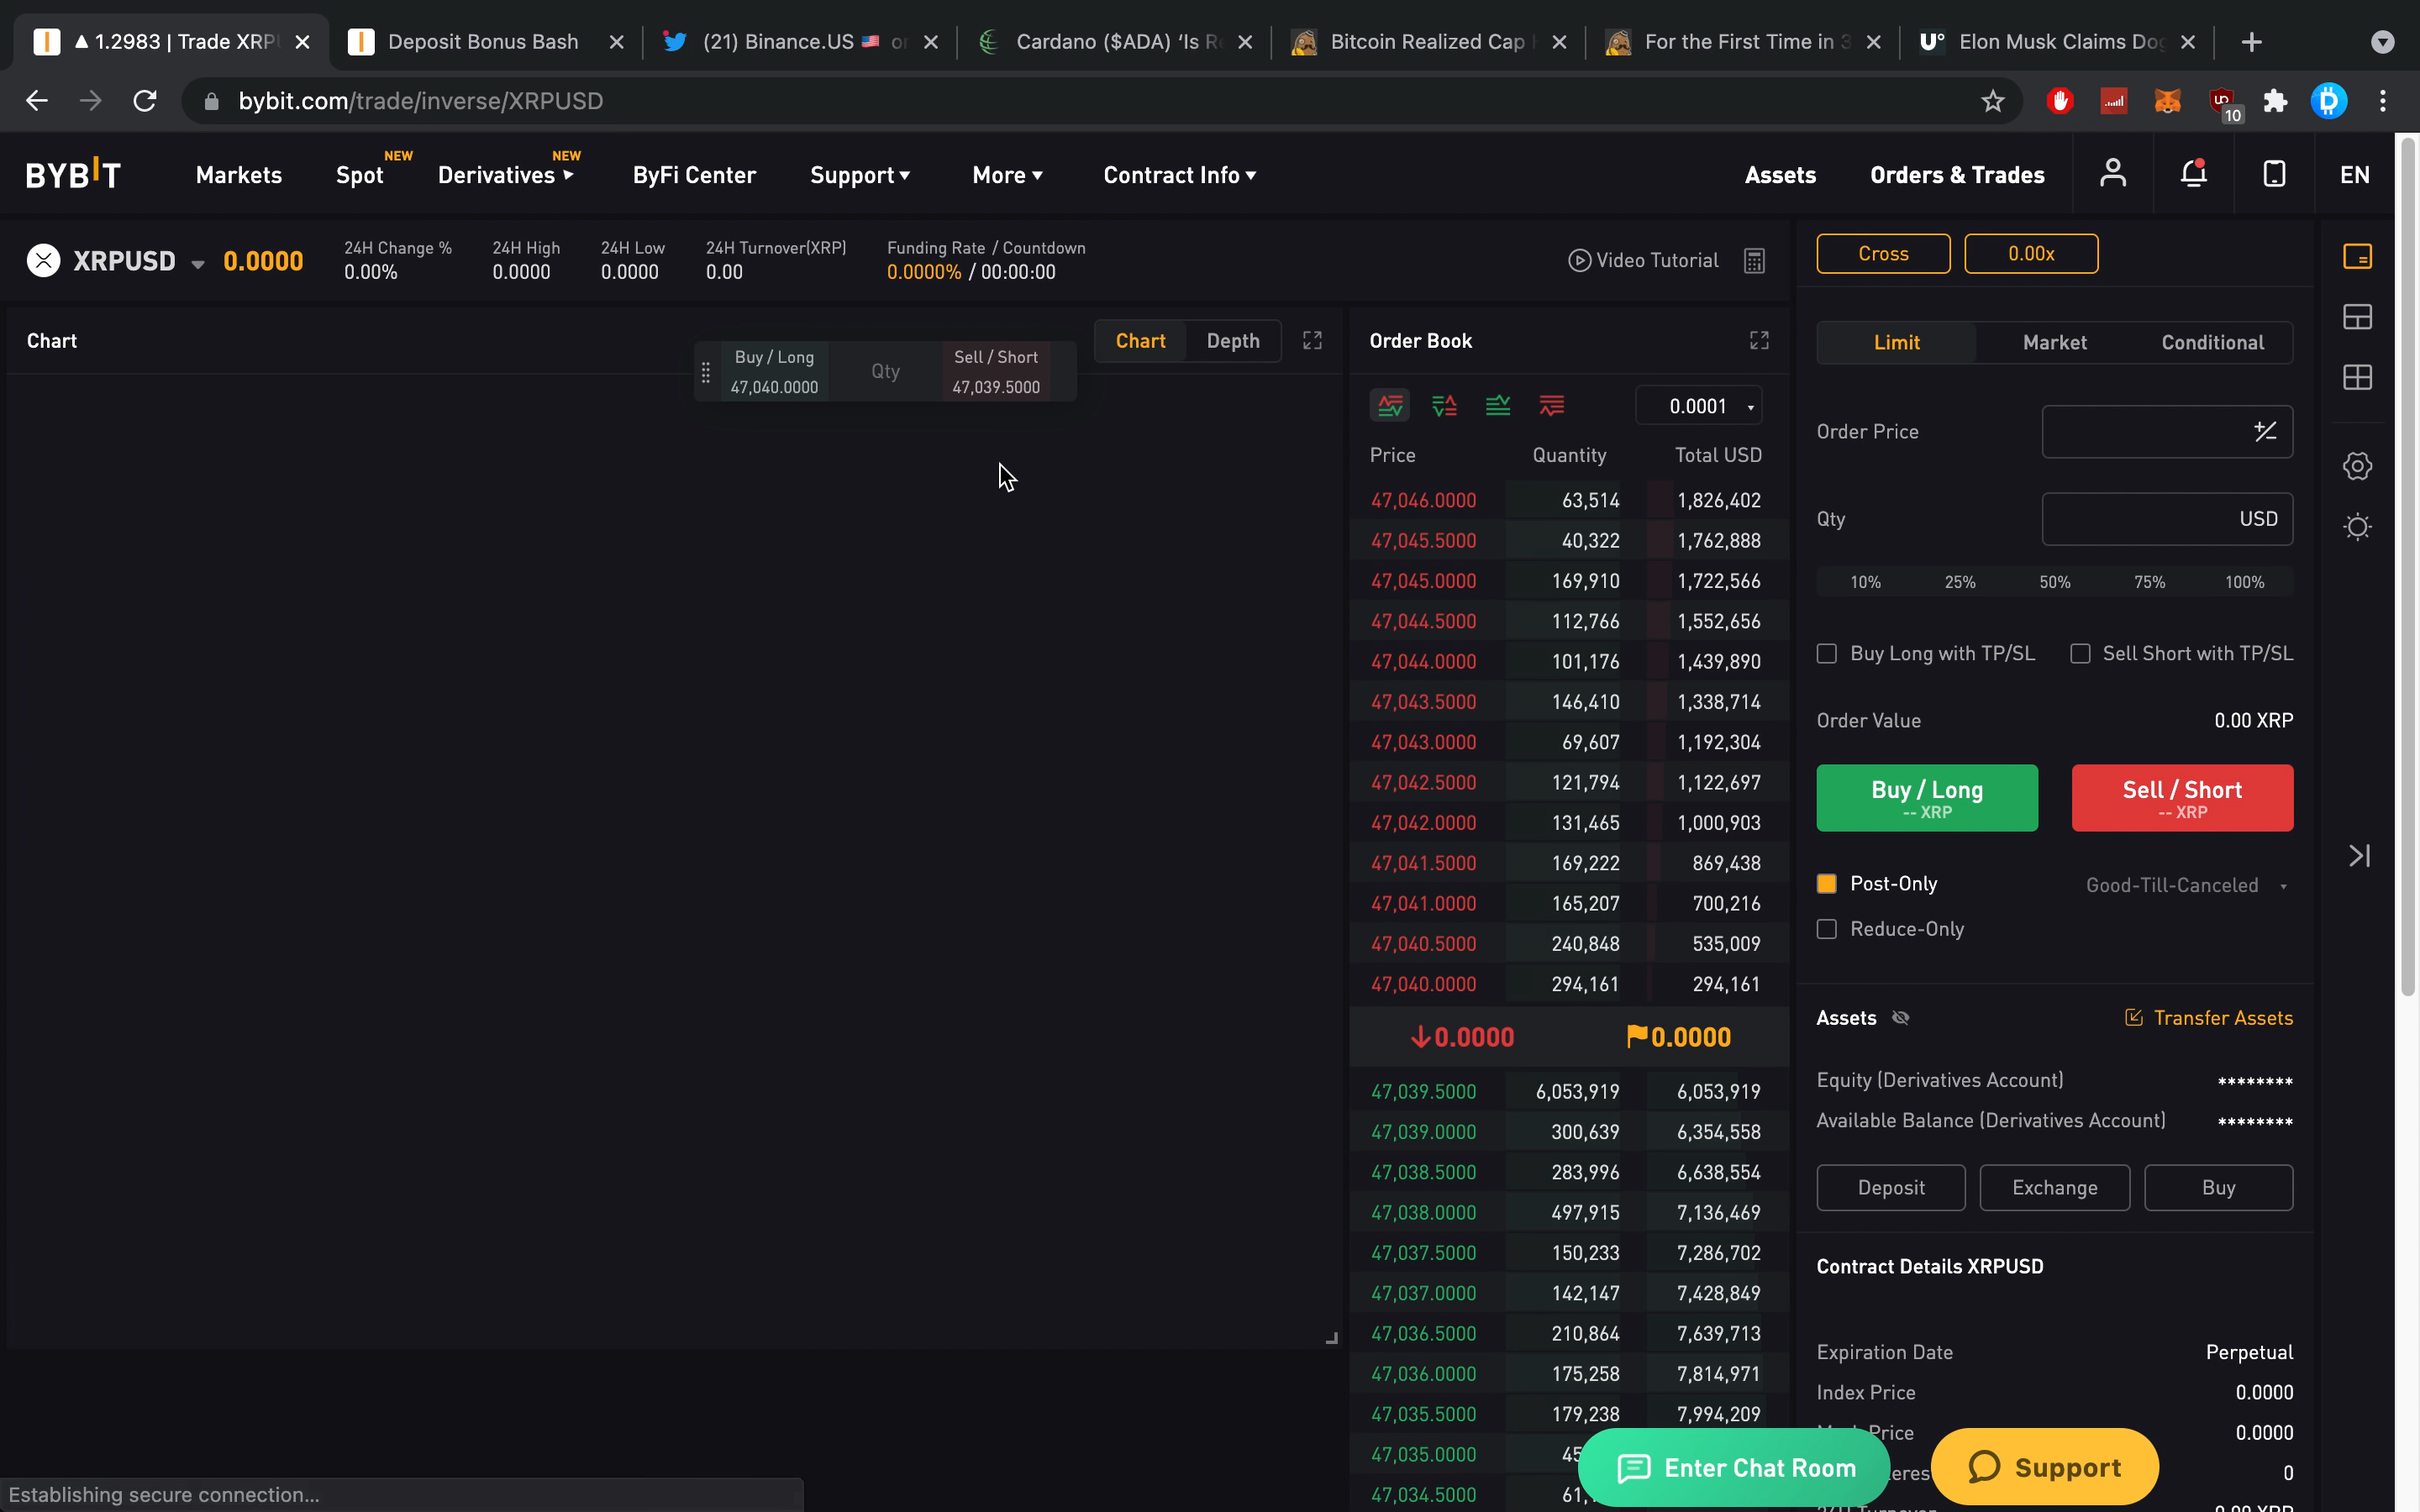 ▲ 1.2983 | Trade XRP
Deposit Bonus Bash
(21) Binance.US 🇺🇸
Cardano ($ADA) ‘Is
Bitcoin Realized Cap
For the First Time in 3
U° Elon Musk Claims Dog
bybit.com/trade/inverse/XRPUSD
10
BYBIT
Markets
Spot NEW
Derivatives NEW
ByFi Center
Support
More
Contract Info
Assets
Orders & Trades
EN
XRPUSD 0.0000
24H Change %
0.00%
24H High
0.0000
24H Low
0.0000
24H Turnover(XRP)
0.00
Funding Rate / Countdown
0.0000% / 00:00:00
Video Tutorial
Chart
Buy / Long
47,040.0000
Qty
Sell / Short
47,039.5000
Chart Depth
Order Book
0.0001
Price Quantity Total USD
47,046.0000 63,514 1,826,402
47,045.5000 40,322 1,762,888
47,045.0000 169,910 1,722,566
47,044.5000 112,766 1,552,656
47,044.0000 101,176 1,439,890
47,043.5000 146,410 1,338,714
47,043.0000 69,607 1,192,304
47,042.5000 121,794 1,122,697
47,042.0000 131,465 1,000,903
47,041.5000 169,222 869,438
47,041.0000 165,207 700,216
47,040.5000 240,848 535,009
47,040.0000 294,161 294,161
↓0.0000 0.0000
47,039.5000 6,053,919 6,053,919
47,039.0000 300,639 6,354,558
47,038.5000 283,996 6,638,554
47,038.0000 497,915 7,136,469
47,037.5000 150,233 7,286,702
47,037.0000 142,147 7,428,849
47,036.5000 210,864 7,639,713
47,036.0000 175,258 7,814,971
47,035.5000 179,238 7,994,209
47,035.0000 45
47,034.5000 61,
Cross 0.00x
Limit Market Conditional
Order Price
Qty USD
10% 25% 50% 75% 100%
Buy Long with TP/SL Sell Short with TP/SL
Order Value 0.00 XRP
Buy / Long
-- XRP
Sell / Short
-- XRP
Post-Only Good-Till-Canceled
Reduce-Only
Assets Transfer Assets
Equity (Derivatives Account) ********
Available Balance (Derivatives Account) ********
Deposit Exchange Buy
Contract Details XRPUSD
Expiration Date Perpetual
Index Price 0.0000
Price 0.0000
0
Enter Chat Room
Support
Establishing secure connection...